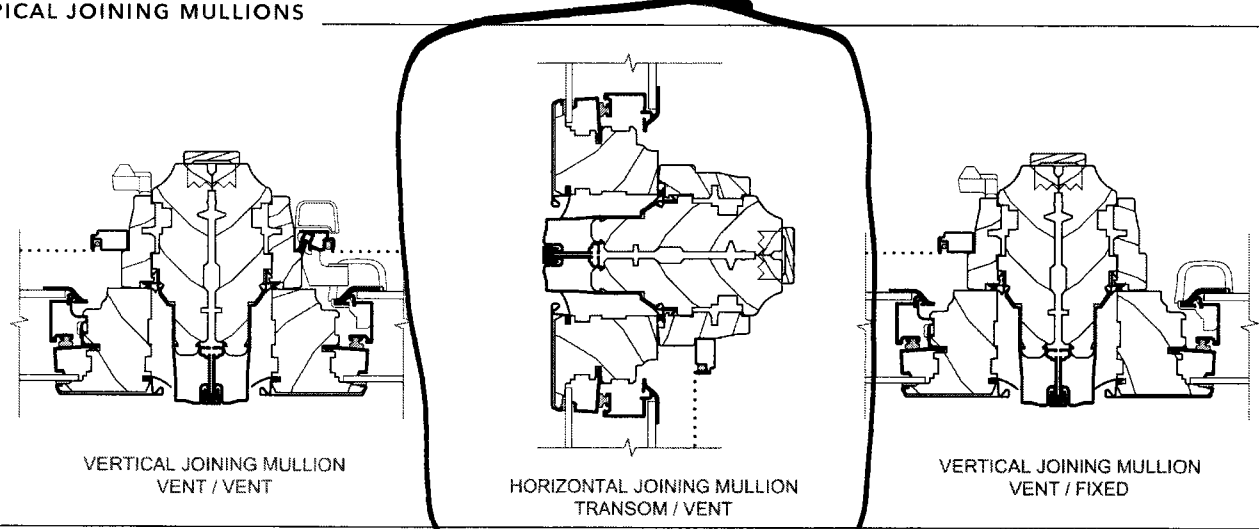 PICAL JOINING MULLIONS
VERTICAL JOINING MULLION
VENT / VENT
HORIZONTAL JOINING MULLION
TRANSOM / VENT
VERTICAL JOINING MULLION
VENT / FIXED